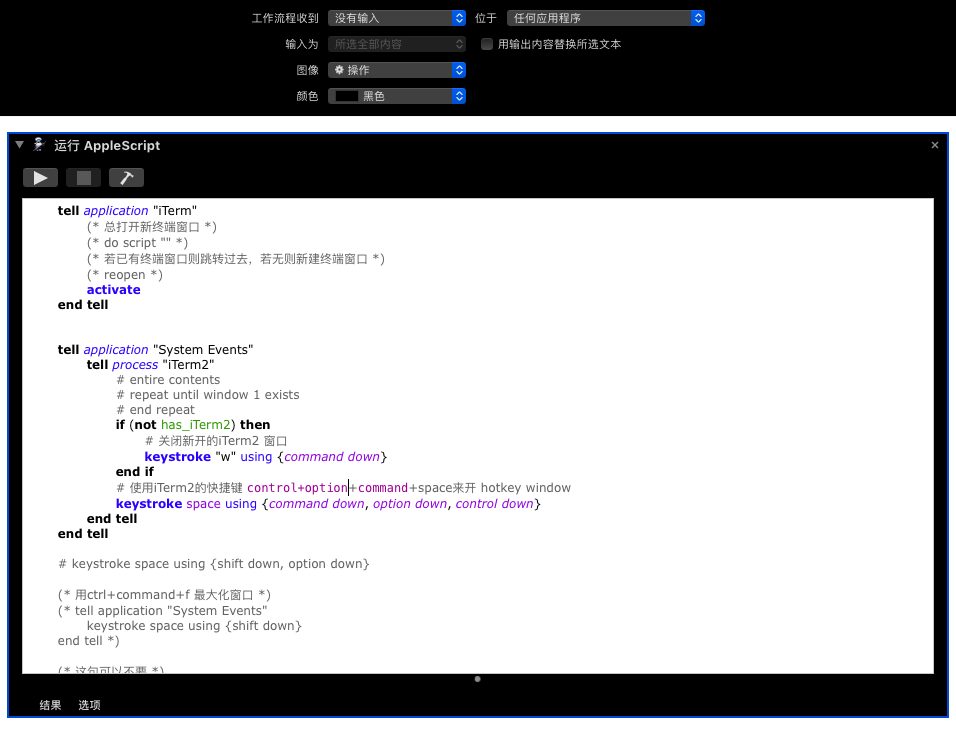 工作流程收到 没有输入 位于 任何应用程序
输入为 所选全部内容 用输出内容替换所选文本
图像 操作
颜色 黑色
运行 AppleScript
tell application "iTerm"
(* 总打开新终端窗口 *)
(* do script "" *)
(* 若已有终端窗口则跳转过去，若无则新建终端窗口 *)
(* reopen *)
activate
end tell
tell application "System Events"
tell process "iTerm2"
# entire contents
# repeat until window 1 exists
# end repeat
if (not has_iTerm2) then
# 关闭新开的iTerm2 窗口
keystroke "w" using {command down}
end if
# 使用iTerm2的快捷键 control+option+command+space来开 hotkey window
keystroke space using {command down, option down, control down}
end tell
end tell
# keystroke space using {shift down, option down}
(* 用ctrl+command+f 最大化窗口 *)
(* tell application "System Events"
keystroke space using {shift down}
end tell *)
(* 这句可以不要 *)
结果 选项